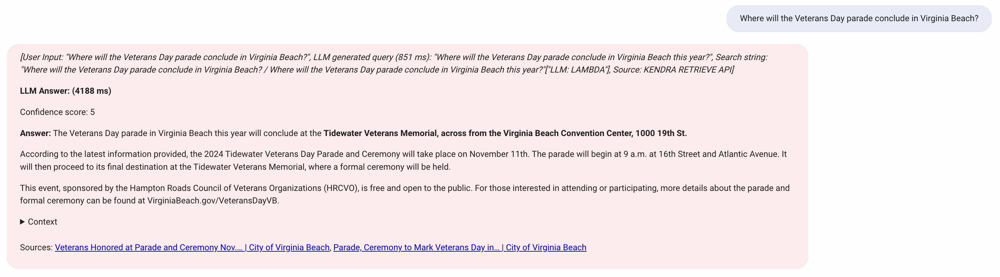 Where will the Veterans Day parade conclude in Virginia Beach?
[User Input: "Where will the Veterans Day parade conclude in Virginia Beach?", LLM generated query (851 ms): "Where will the Veterans Day parade conclude in Virginia Beach this year?", Search string:
"Where will the Veterans Day parade conclude in Virginia Beach? / Where will the Veterans Day parade conclude in Virginia Beach this year?"["LLM: LAMBDA"], Source: KENDRA RETRIEVE API]
LLM Answer: (4188 ms)
Confidence score: 5
Answer: The Veterans Day parade in Virginia Beach this year will conclude at the Tidewater Veterans Memorial, across from the Virginia Beach Convention Center, 1000 19th St.
According to the latest information provided, the 2024 Tidewater Veterans Day Parade and Ceremony will take place on November 11th. The parade will begin at 9 a.m. at 16th Street and Atlantic Avenue. It
will then proceed to its final destination at the Tidewater Veterans Memorial, where a formal ceremony will be held.
This event, sponsored by the Hampton Roads Council of Veterans Organizations (HRCVO), is free and open to the public. For those interested in attending or participating, more details about the parade and
formal ceremony can be found at VirginiaBeach.gov/VeteransDayVB.
▶ Context
Sources: Veterans Honored at Parade and Ceremony Nov.... | City of Virginia Beach, Parade, Ceremony to Mark Veterans Day in... | City of Virginia Beach